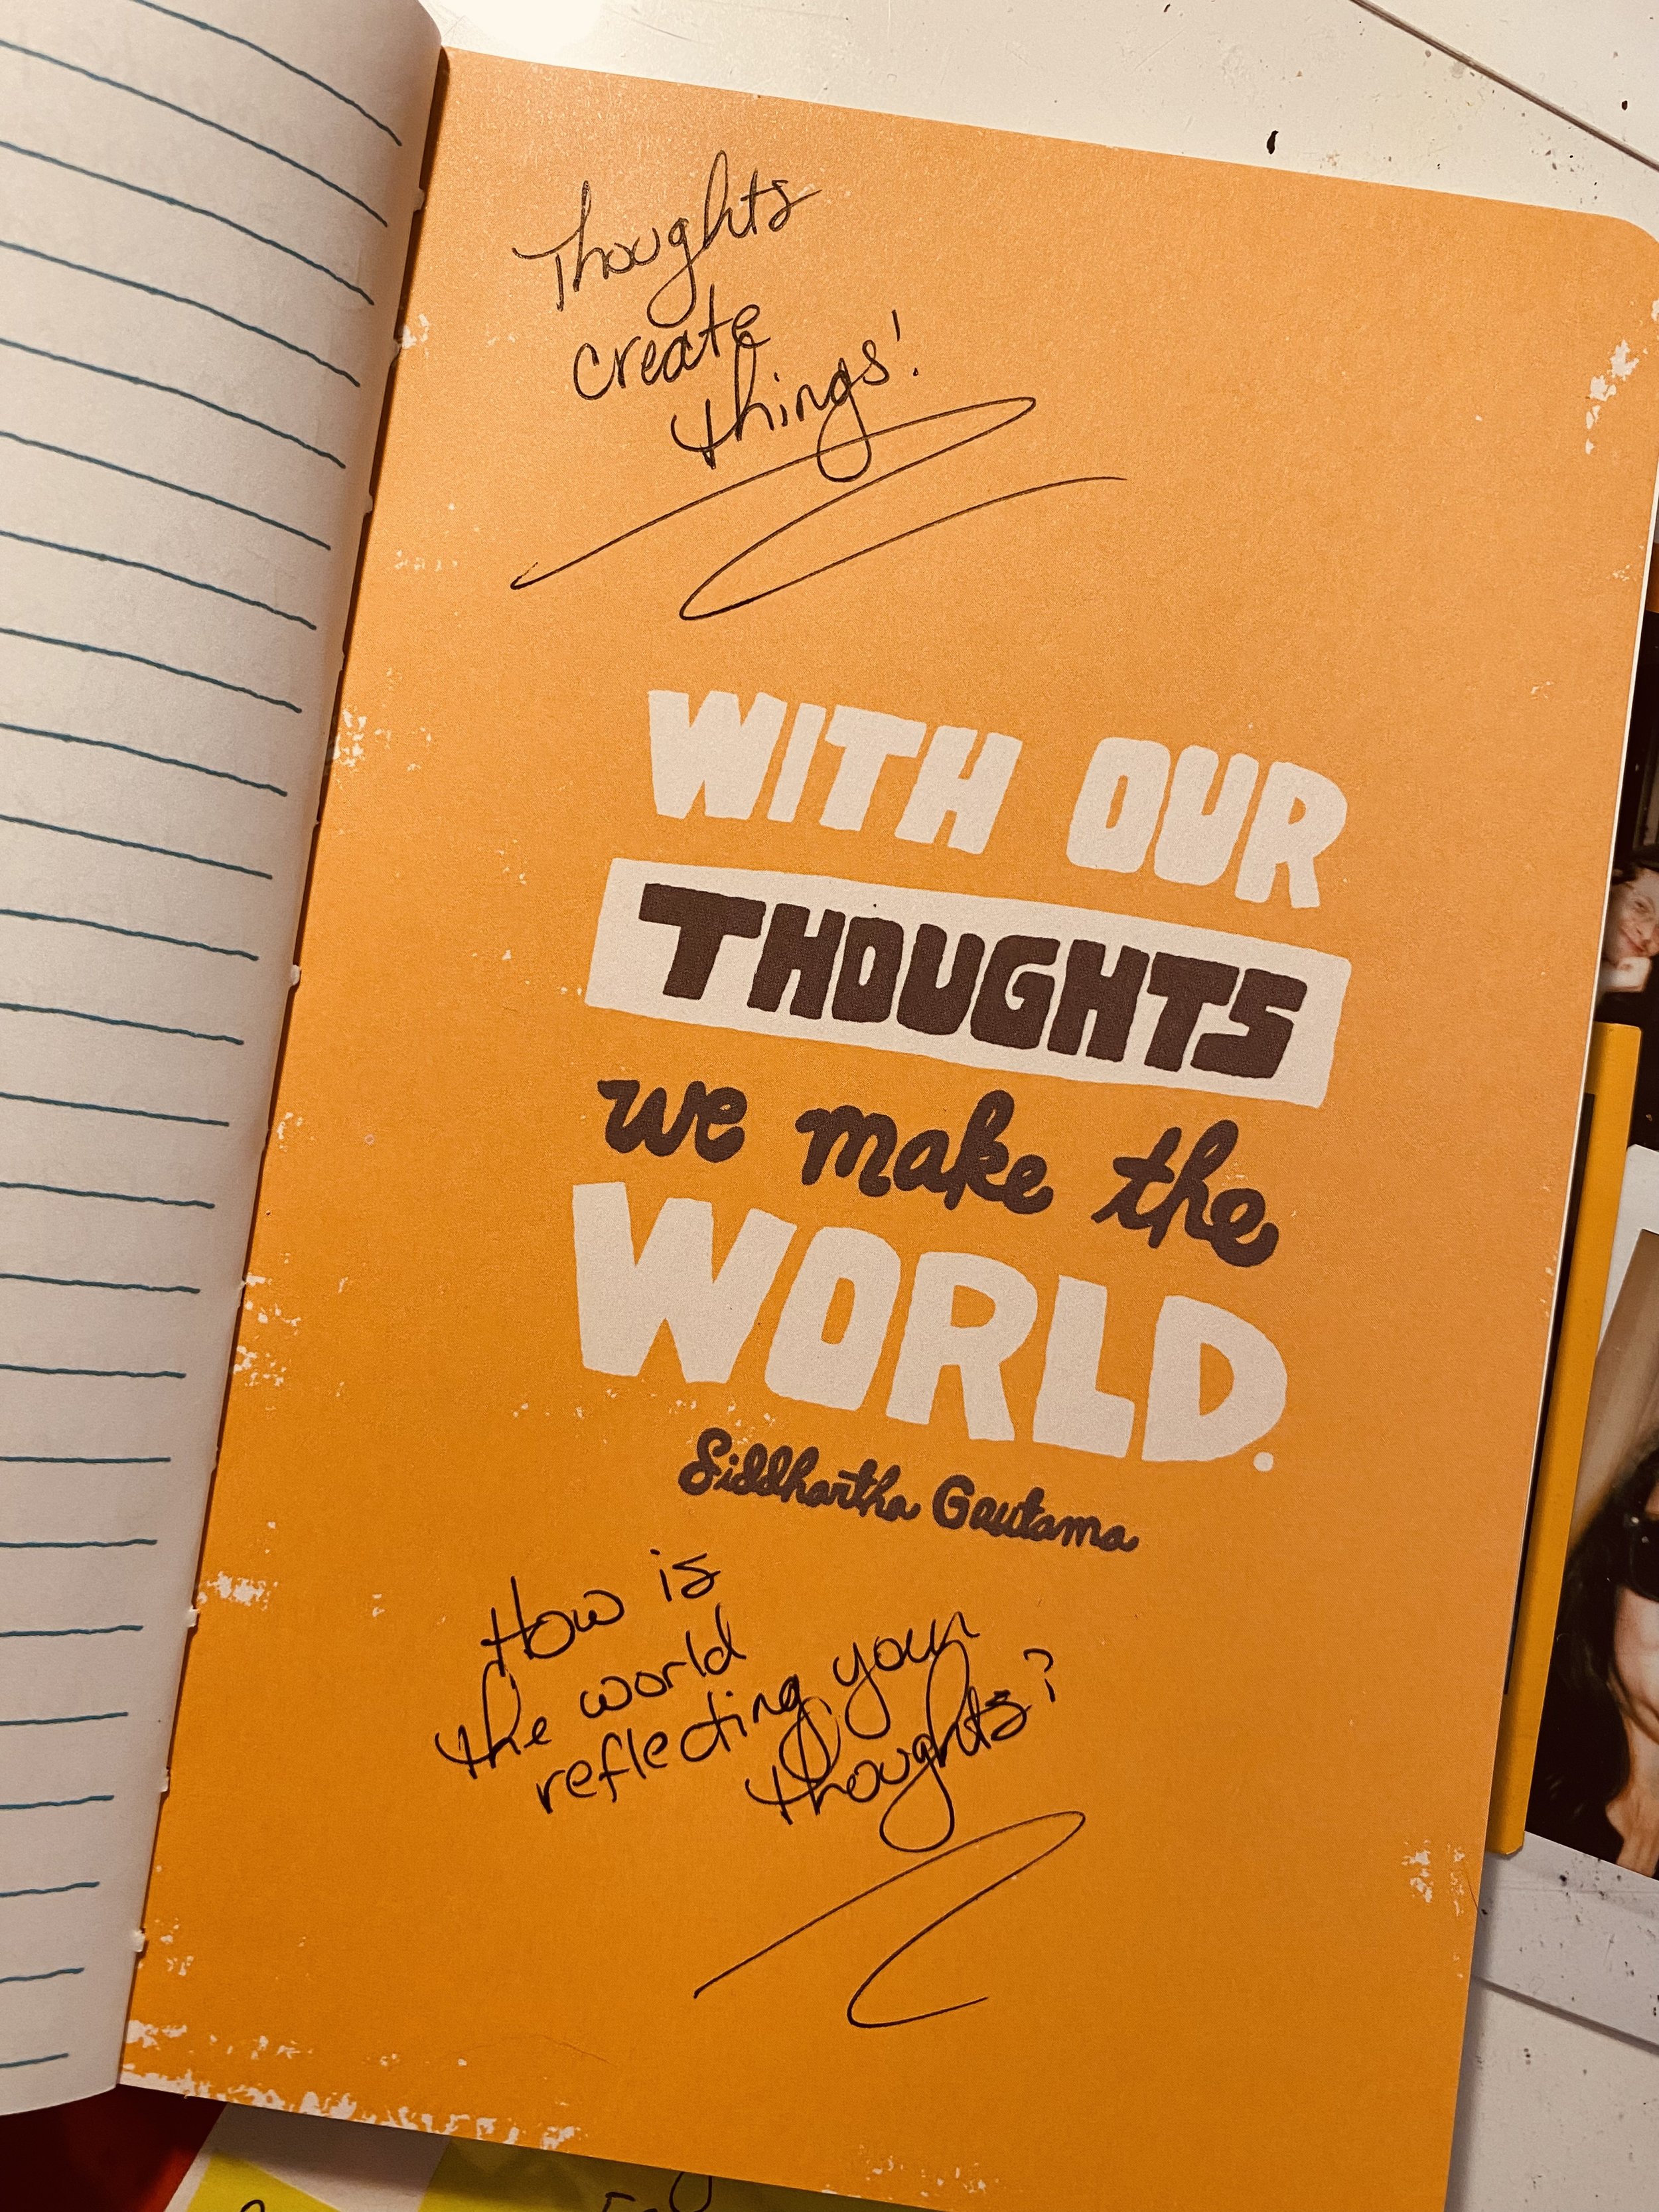 Thoughts
create
things!
WITH OUR
THOUGHTS
we make the
WORLD.
Siddhartha Gautama
How is
the world
reflecting your
thoughts?